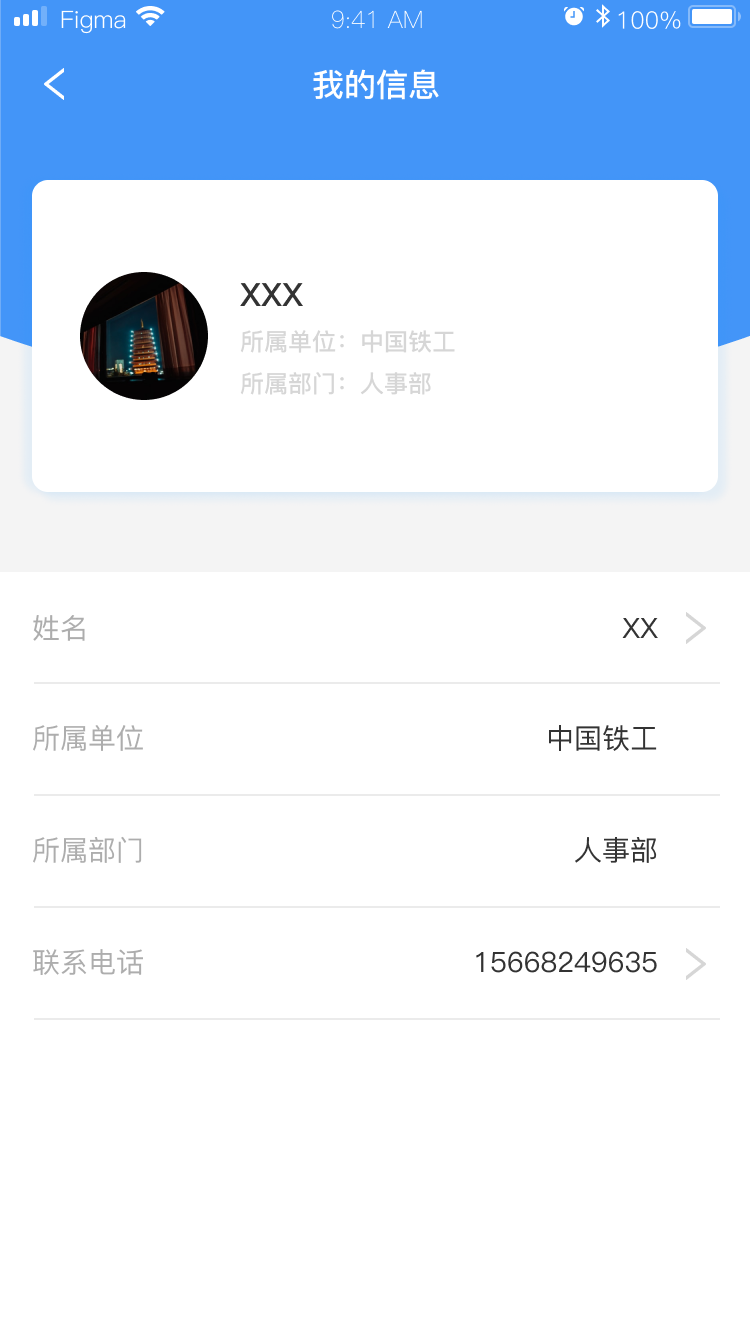 Figma 9:41 AM 100%
我的信息
XXX
所属单位：中国铁工
所属部门：人事部
姓名 XX
所属单位 中国铁工
所属部门 人事部
联系电话 15668249635